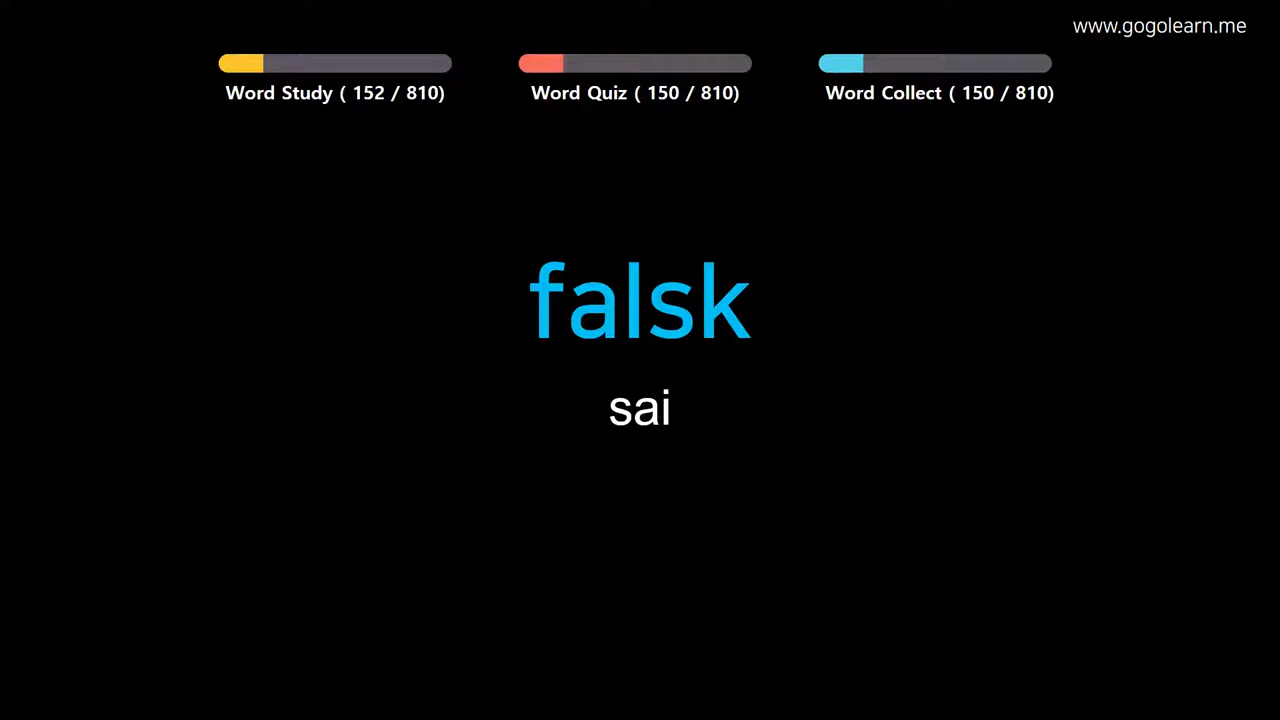 www.gogolearn.me
Word Study ( 152 / 810)
Word Quiz ( 150 / 810)
Word Collect ( 150 / 810)
falsk
sai